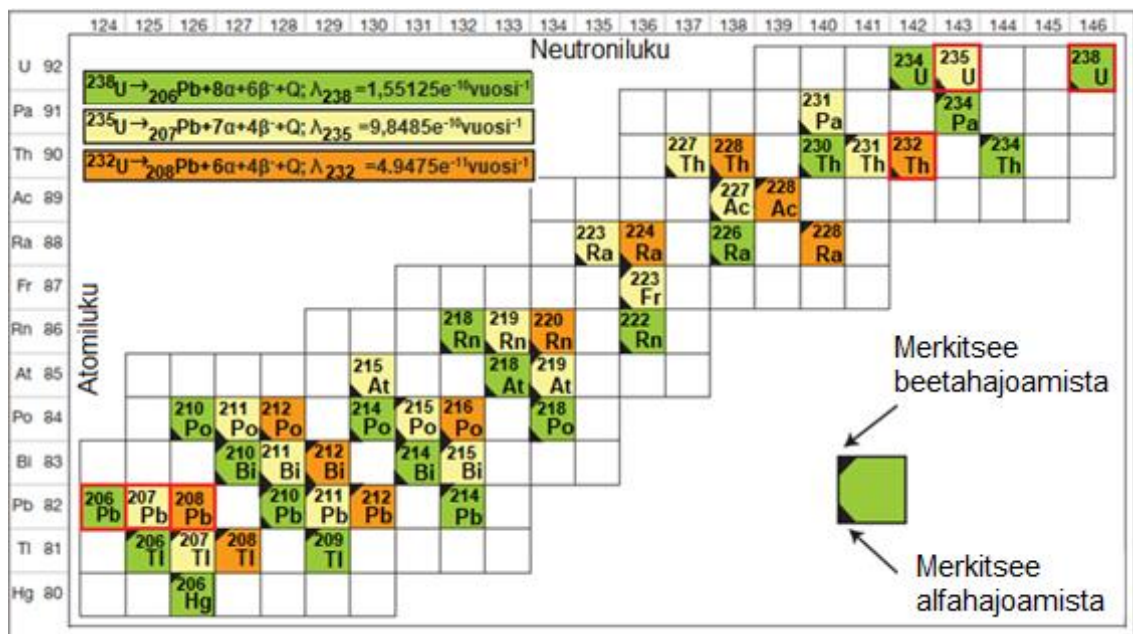 124 125 126 127 128 129 130 131 132 133 134 135 136 137 138 139 140 141 142 143 144 145 146
Neutroniluku
Atomiluku
U 92
234 U 235 U 238 U
²³⁸U→₂₀₆Pb+8α+6β⁻+Q; λ₂₃₈ =1,55125e⁻¹⁰vuosi⁻¹
²³⁵U→₂₀₇Pb+7α+4β⁻+Q; λ₂₃₅ =9,8485e⁻¹⁰vuosi⁻¹
²³²U→₂₀₈Pb+6α+4β⁻+Q; λ₂₃₂ =4.9475e⁻¹¹vuosi⁻¹
Pa 91
231 Pa 234 Pa
Th 90
227 Th 228 Th 230 Th 231 Th 232 Th 234 Th
Ac 89
227 Ac 228 Ac
Ra 88
223 Ra 224 Ra 226 Ra 228 Ra
Fr 87
223 Fr
Rn 86
218 Rn 219 Rn 220 Rn 222 Rn
At 85
215 At 218 At 219 At
Po 84
210 Po 211 Po 212 Po 214 Po 215 Po 216 Po 218 Po
Bi 83
210 Bi 211 Bi 212 Bi 214 Bi 215 Bi
Pb 82
206 Pb 207 Pb 208 Pb 210 Pb 211 Pb 212 Pb 214 Pb
Tl 81
206 Tl 207 Tl 208 Tl 209 Tl
Hg 80
206 Hg
Merkitsee
beetahajoamista
Merkitsee
alfahajoamista